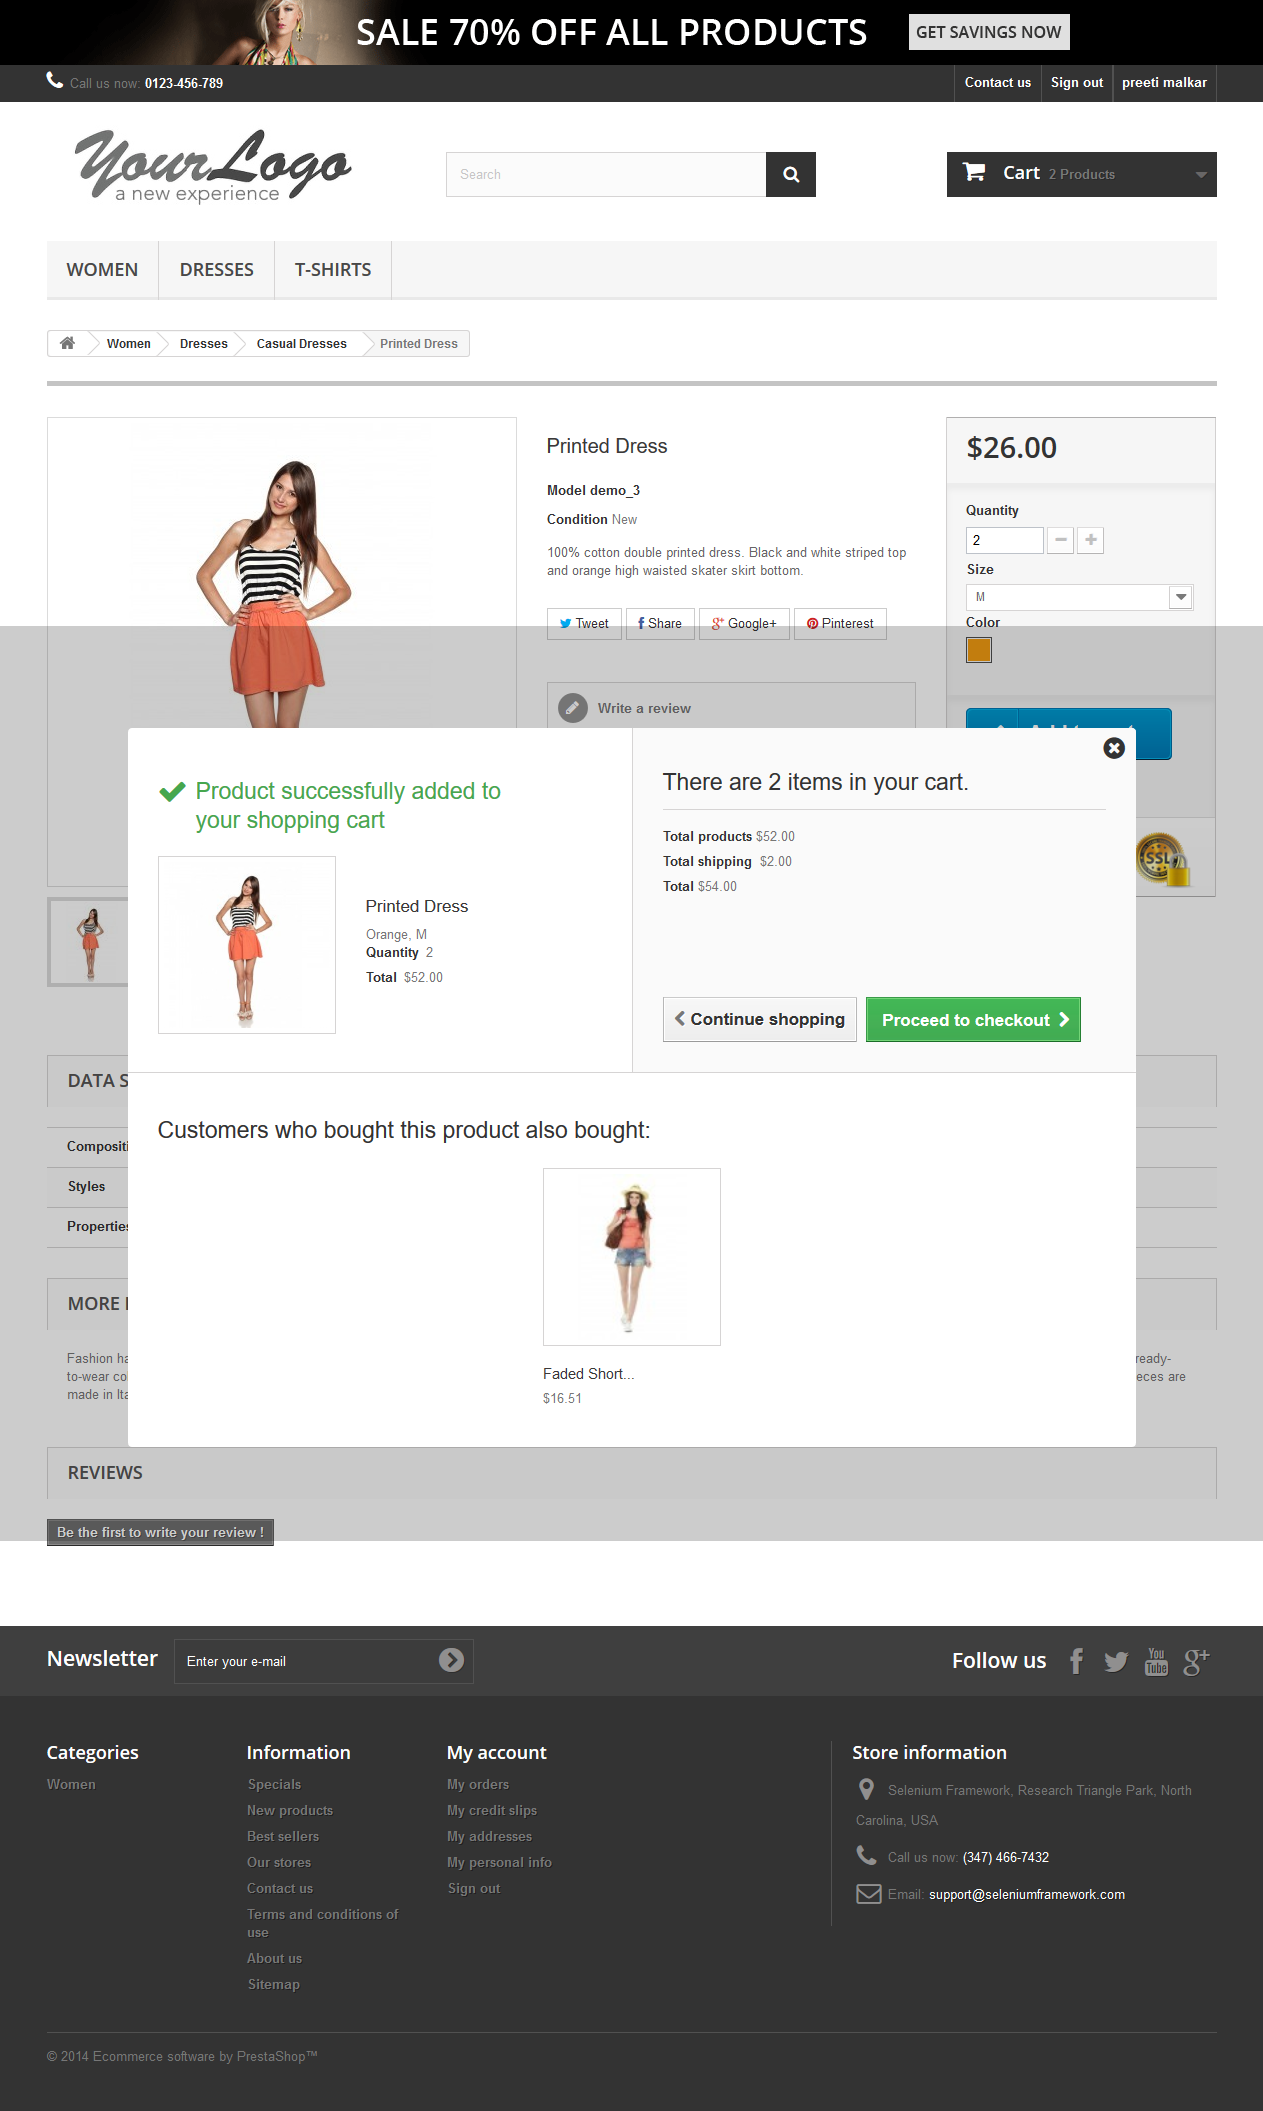 SALE 70% OFF ALL PRODUCTS
GET SAVINGS NOW
Call us now: 0123-456-789
Contact us
Sign out
preeti malkar
YourLogo
a new experience
Search
Cart 2 Products
WOMEN
DRESSES
T-SHIRTS
Women
Dresses
Casual Dresses
Printed Dress
Printed Dress
Model demo_3
Condition New
100% cotton double printed dress. Black and white striped top
and orange high waisted skater skirt bottom.
Tweet
Share
Google+
Pinterest
Write a review
$26.00
Quantity
2
Size
M
Color
SSL
Product successfully added to
your shopping cart
Printed Dress
Orange, M
Quantity 2
Total $52.00
There are 2 items in your cart.
Total products $52.00
Total shipping $2.00
Total $54.00
Continue shopping
Proceed to checkout
Customers who bought this product also bought:
Faded Short...
$16.51
DATA S
Compositi
Styles
Properties
MORE I
Fashion ha
ready-
to-wear co
eces are
made in Ita
REVIEWS
Be the first to write your review !
Newsletter
Enter your e-mail
Follow us
You
Tube
Categories
Women
Information
Specials
New products
Best sellers
Our stores
Contact us
Terms and conditions of
use
About us
Sitemap
My account
My orders
My credit slips
My addresses
My personal info
Sign out
Store information
Selenium Framework, Research Triangle Park, North
Carolina, USA
Call us now: (347) 466-7432
Email: support@seleniumframework.com
© 2014 Ecommerce software by PrestaShop™